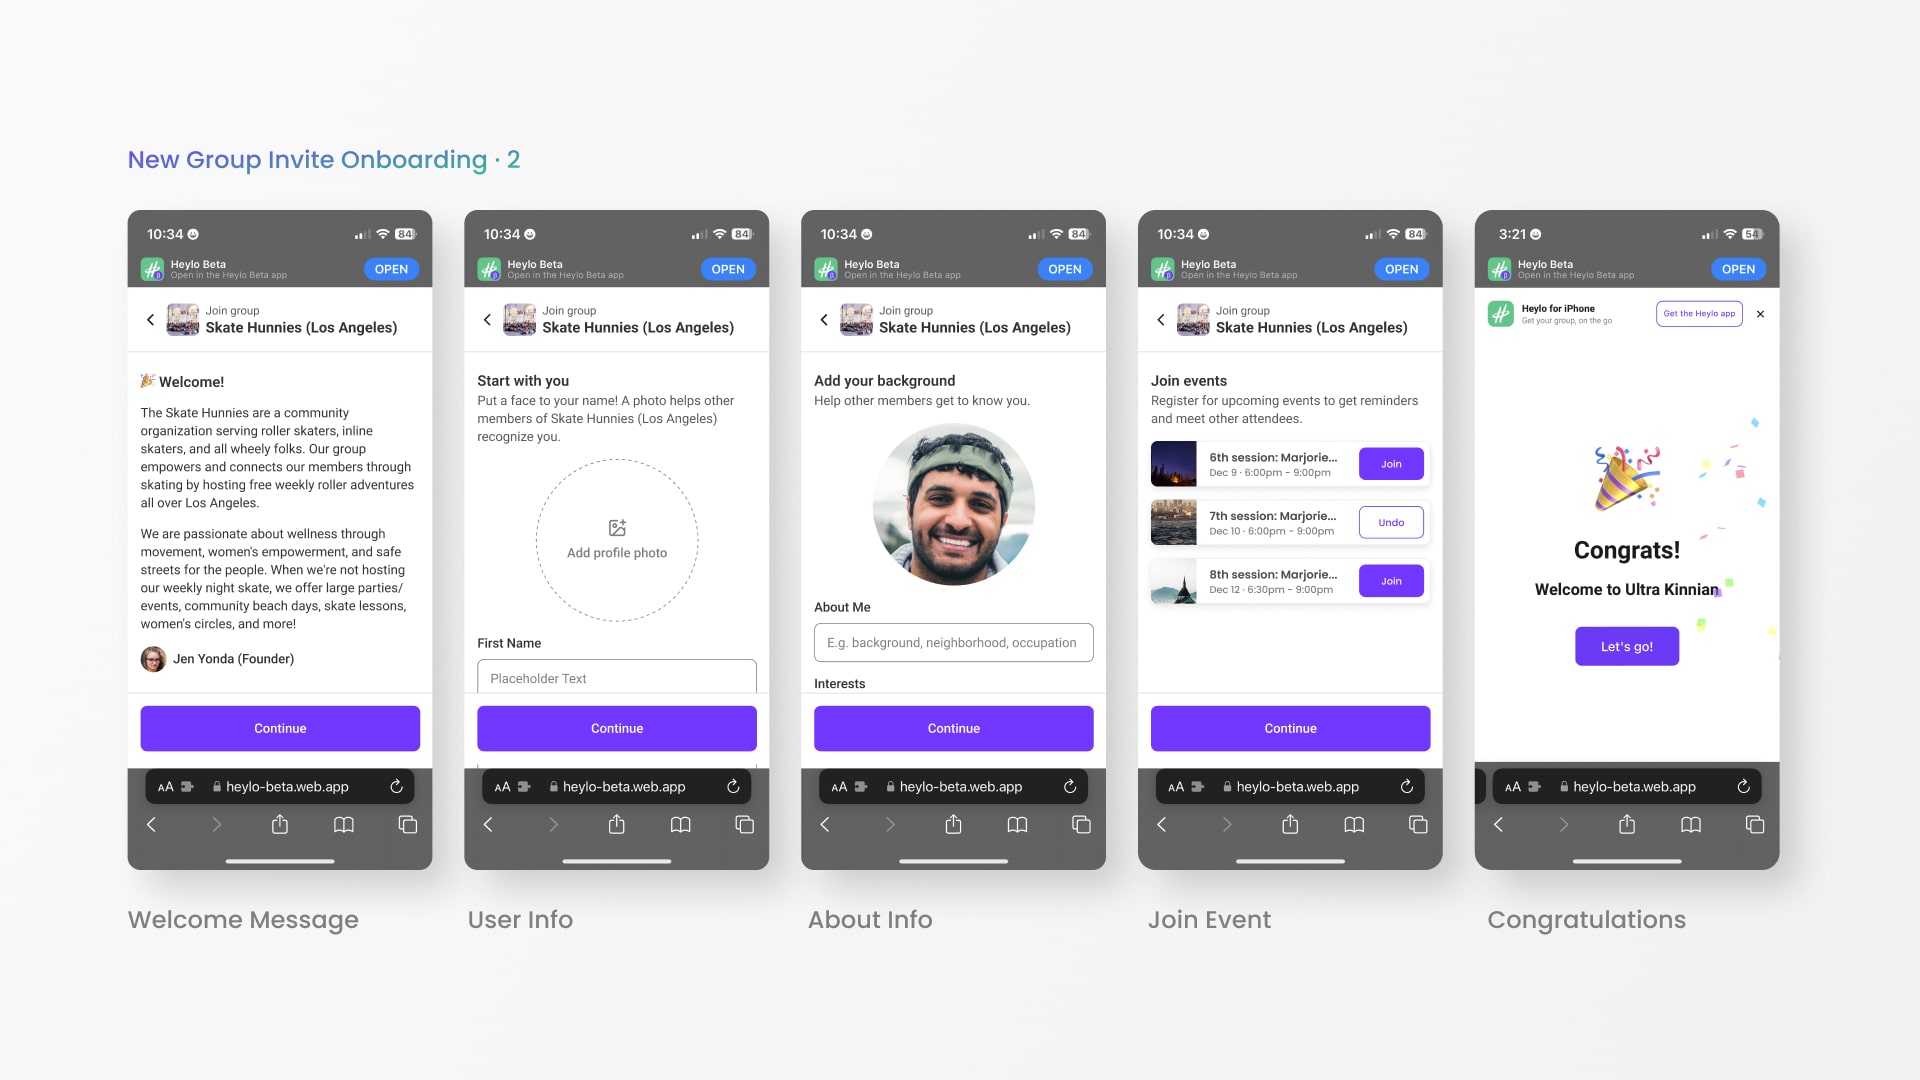 New Group Invite Onboarding · 2
10:34
84
Heylo Beta
Open in the Heylo Beta app
OPEN
Join group
Skate Hunnies (Los Angeles)
Welcome!
The Skate Hunnies are a community
organization serving roller skaters, inline
skaters, and all wheely folks. Our group
empowers and connects our members through
skating by hosting free weekly roller adventures
all over Los Angeles.
We are passionate about wellness through
movement, women's empowerment, and safe
streets for the people. When we're not hosting
our weekly night skate, we offer large parties/
events, community beach days, skate lessons,
women's circles, and more!
Jen Yonda (Founder)
Continue
AA
heylo-beta.web.app
Welcome Message
10:34
84
Heylo Beta
Open in the Heylo Beta app
OPEN
Join group
Skate Hunnies (Los Angeles)
Start with you
Put a face to your name! A photo helps other
members of Skate Hunnies (Los Angeles)
recognize you.
Add profile photo
First Name
Placeholder Text
Continue
AA
heylo-beta.web.app
User Info
10:34
84
Heylo Beta
Open in the Heylo Beta app
OPEN
Join group
Skate Hunnies (Los Angeles)
Add your background
Help other members get to know you.
About Me
E.g. background, neighborhood, occupation
Interests
Continue
AA
heylo-beta.web.app
About Info
10:34
84
Heylo Beta
Open in the Heylo Beta app
OPEN
Join group
Skate Hunnies (Los Angeles)
Join events
Register for upcoming events to get reminders
and meet other attendees.
6th session: Marjorie...
Dec 9 · 6:00pm - 9:00pm
Join
7th session: Marjorie...
Dec 10 · 6:00pm - 9:00pm
Undo
8th session: Marjorie...
Dec 12 · 6:30pm - 9:00pm
Join
Continue
AA
heylo-beta.web.app
Join Event
3:21
54
Heylo Beta
Open in the Heylo Beta app
OPEN
Heylo for iPhone
Get your group, on the go
Get the Heylo app
Congrats!
Welcome to Ultra Kinnian
Let's go!
AA
heylo-beta.web.app
Congratulations